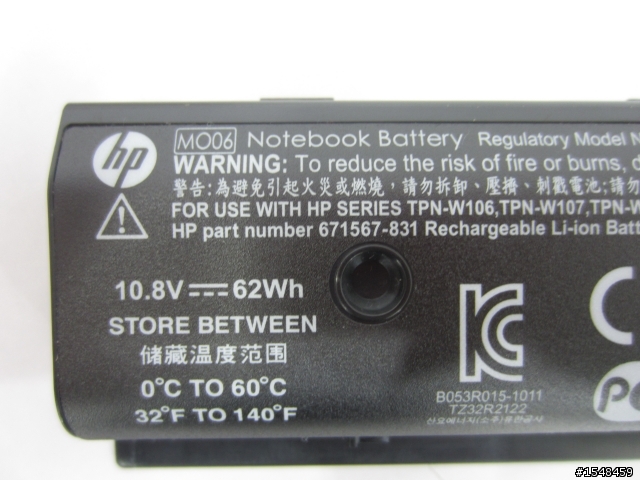 hp
MO06 Notebook Battery Regulatory Model N
WARNING: To reduce the risk of fire or burns,
警告:為避免引起火災或燃燒,請勿拆卸、壓擠、刺戳電池;請勿
FOR USE WITH HP SERIES TPN-W106,TPN-W107,TPN-W
HP part number 671567-831 Rechargeable Li-ion Batt
10.8V 62Wh
STORE BETWEEN
储藏温度范围
0°C TO 60°C
32°F TO 140°F
B053R015-1011
TZ32R2122
#1548459